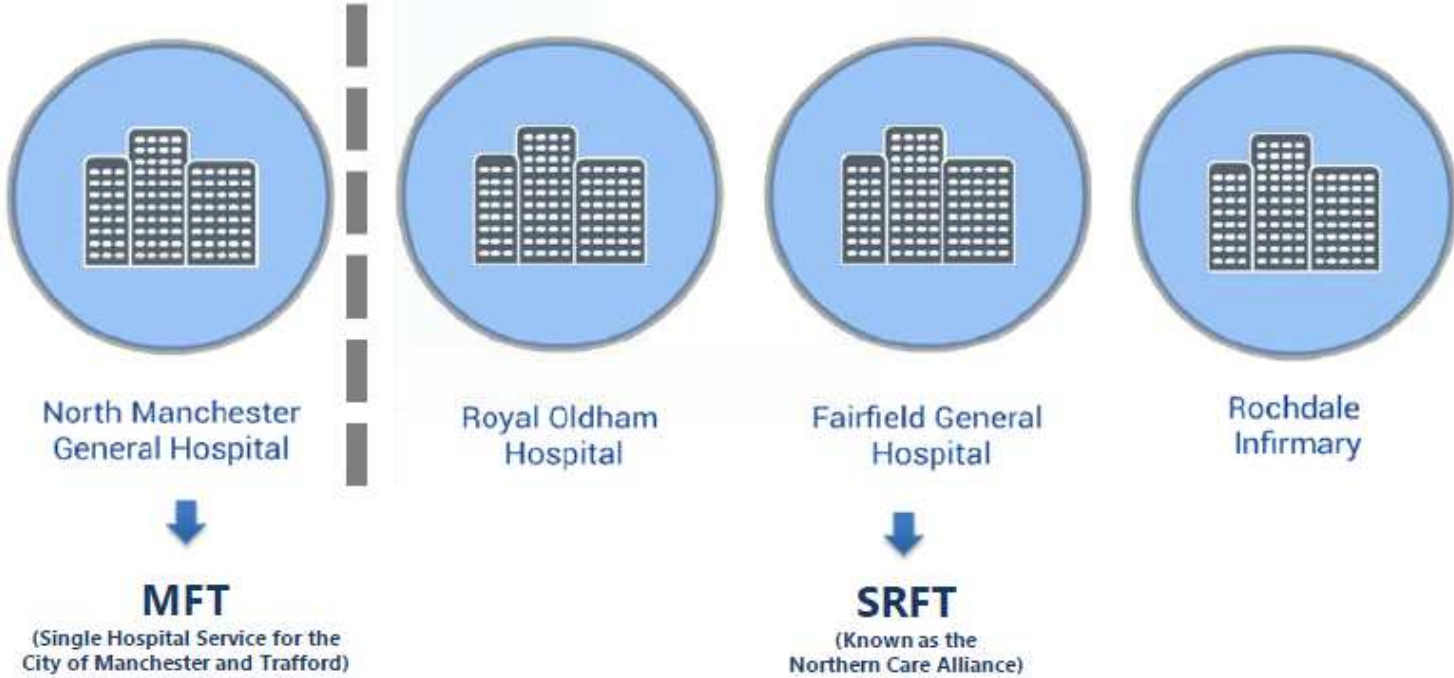 North Manchester
General Hospital
Royal Oldham
Hospital
Fairfield General
Hospital
Rochdale
Infirmary
MFT
(Single Hospital Service for the
City of Manchester and Trafford)
SRFT
(Known as the
Northern Care Alliance)